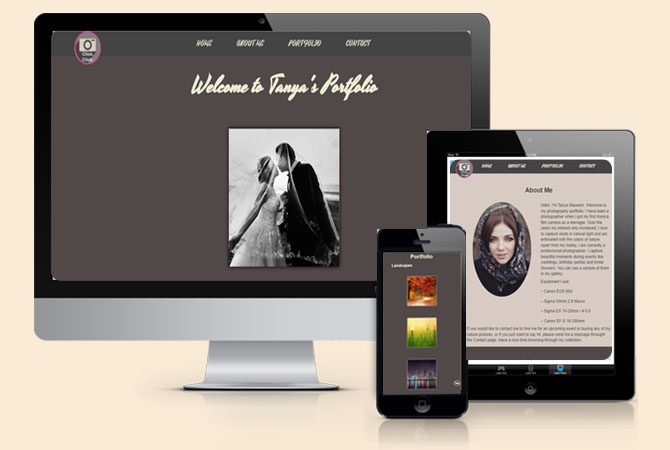 Click
Click
HOME ABOUT ME PORTFOLIO CONTACT
Welcome to Tanya's Portfolio
HOME ABOUT ME PORTFOLIO CONTACT
About Me
Hello. I'm Tanya Maseem. Welcome to
my photography portfolio. I have been a
photographer when I got my first Konica
film camera as a teenager. Over the
years my interest only increased. I love
to capture shots in natural light and am
enthralled with the colors of nature.
Apart from my hobby, I am currently a
professional photographer. I capture
beautiful moments during events like
weddings, birthday parties and bridal
showers. You can see a sample of them
in my gallery.
Equipment I use:
– Canon EOS 60d
– Sigma 50mm 2.8 Macro
– Sigma EX 10-20mm / 4-5.6
– Canon EF-S 18-200mm
If you would like to contact me to hire me for an upcoming event or buying any of my
nature pictures, or if you just want to say Hi, please send me a message through
the Contact page. Have a nice time browsing through my collection.
Portfolio
Landscapes
Top